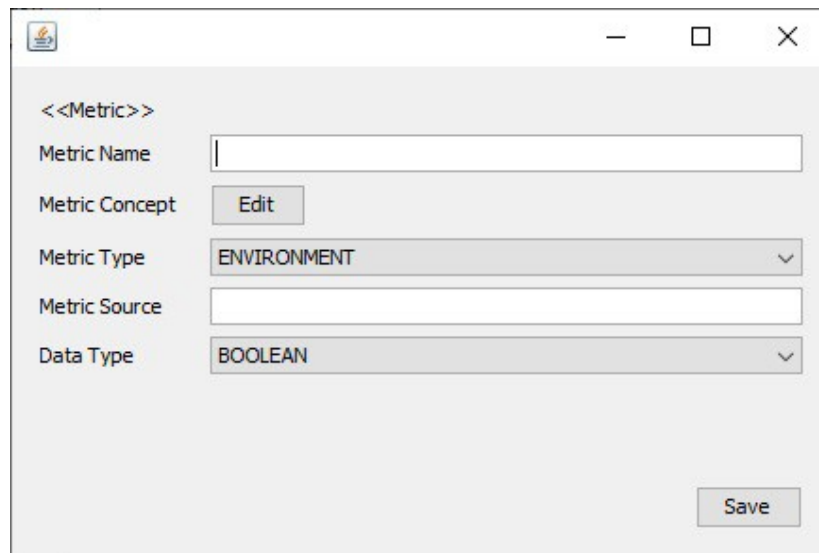 <<Metric>>
Metric Name
Metric Concept Edit
Metric Type ENVIRONMENT
Metric Source
Data Type BOOLEAN
Save